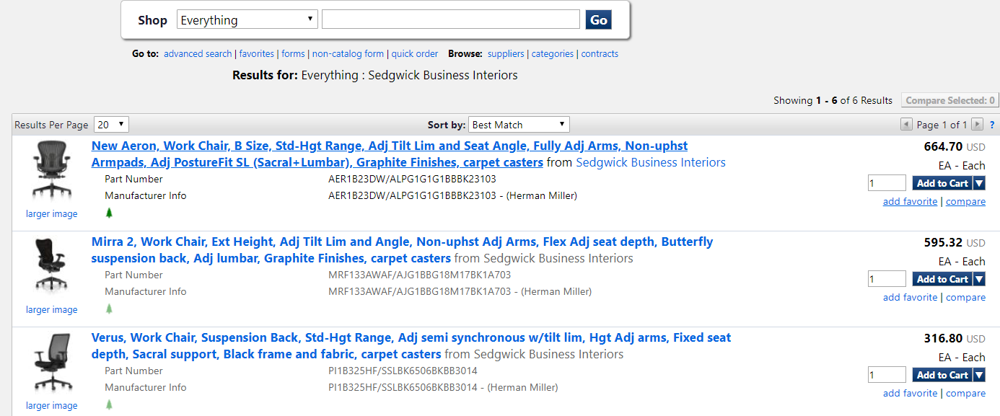 Shop Everything Go
Go to: advanced search | favorites | forms | non-catalog form | quick order Browse: suppliers | categories | contracts
Results for: Everything : Sedgwick Business Interiors
Showing 1 - 6 of 6 Results Compare Selected: 0
Results Per Page 20 Sort by: Best Match Page 1 of 1 ?
New Aeron, Work Chair, B Size, Std-Hgt Range, Adj Tilt Lim and Seat Angle, Fully Adj Arms, Non-uphst
Armpads, Adj PostureFit SL (Sacral+Lumbar), Graphite Finishes, carpet casters from Sedgwick Business Interiors
Part Number AER1B23DW/ALPG1G1G1BBBK23103
Manufacturer Info AER1B23DW/ALPG1G1G1BBBK23103 - (Herman Miller)
larger image
664.70 USD
EA - Each
1 Add to Cart
add favorite | compare
Mirra 2, Work Chair, Ext Height, Adj Tilt Lim and Angle, Non-uphst Adj Arms, Flex Adj seat depth, Butterfly
suspension back, Adj lumbar, Graphite Finishes, carpet casters from Sedgwick Business Interiors
Part Number MRF133AWAF/AJG1BBG18M17BK1A703
Manufacturer Info MRF133AWAF/AJG1BBG18M17BK1A703 - (Herman Miller)
larger image
595.32 USD
EA - Each
1 Add to Cart
add favorite | compare
Verus, Work Chair, Suspension Back, Std-Hgt Range, Adj semi synchronous w/tilt lim, Hgt Adj arms, Fixed seat
depth, Sacral support, Black frame and fabric, carpet casters from Sedgwick Business Interiors
Part Number PI1B325HF/SSLBK6506BKBB3014
Manufacturer Info PI1B325HF/SSLBK6506BKBB3014 - (Herman Miller)
larger image
316.80 USD
EA - Each
1 Add to Cart
add favorite | compare